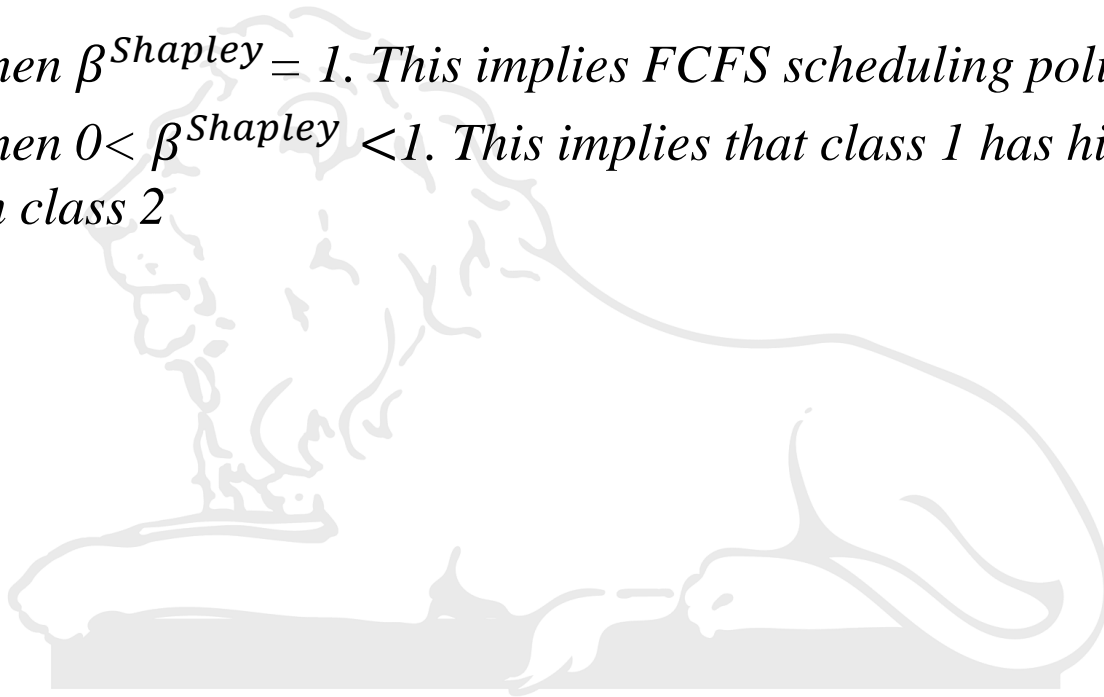 hen β^Shapley = 1. This implies FCFS scheduling poli
hen 0< β^Shapley <1. This implies that class 1 has hi
class 2